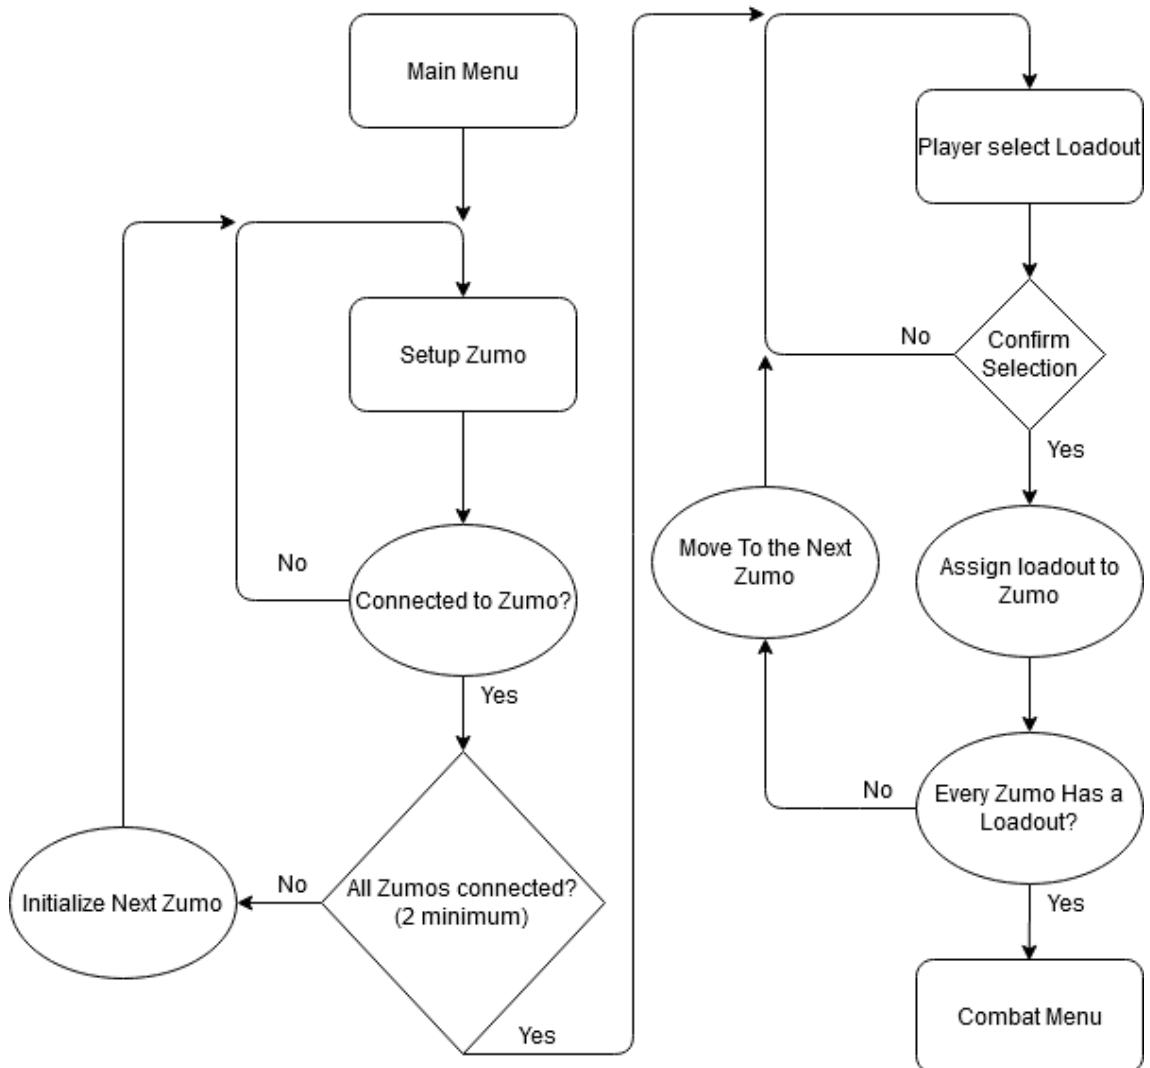 Main Menu
Setup Zumo
No
Connected to Zumo?
Yes
No
All Zumos connected?
(2 minimum)
Initialize Next Zumo
Yes
Player select Loadout
No
Confirm
Selection
Yes
Move To the Next
Zumo
Assign loadout to
Zumo
No
Every Zumo Has a
Loadout?
Yes
Combat Menu